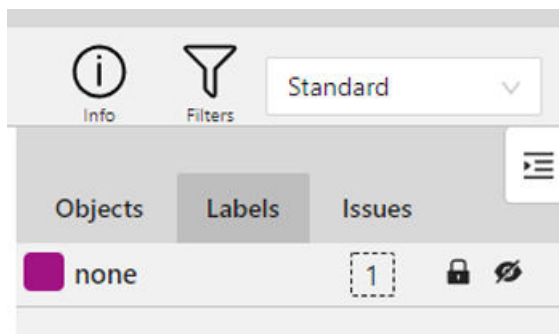 Info
Filters
Standard
Objects
Labels
Issues
none
1